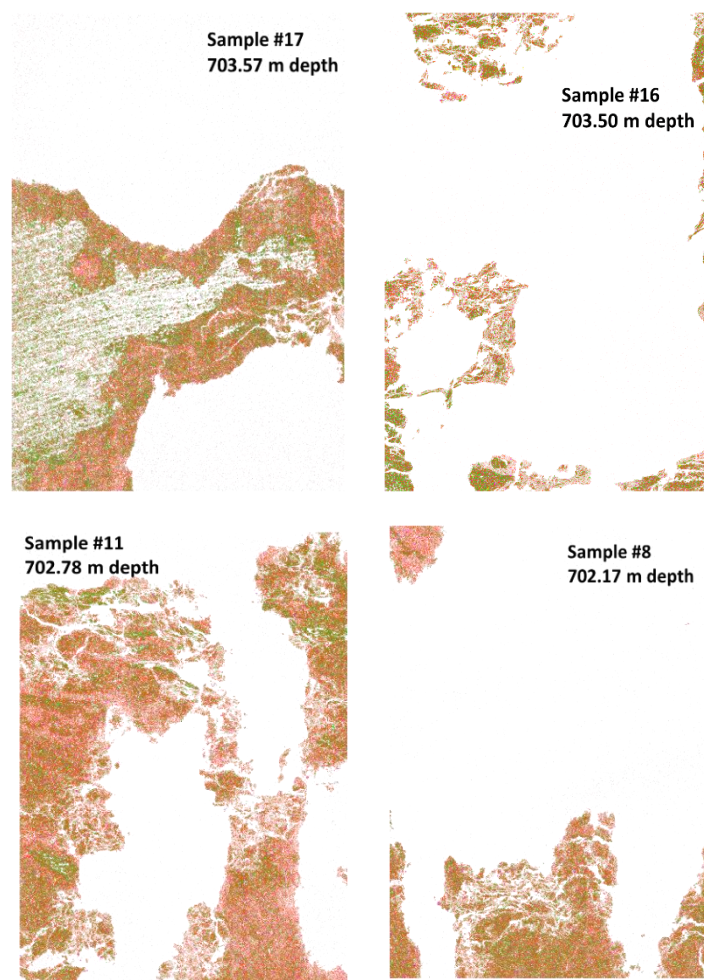 Sample #17
703.57 m depth
Sample #16
703.50 m depth
Sample #11
702.78 m depth
Sample #8
702.17 m depth